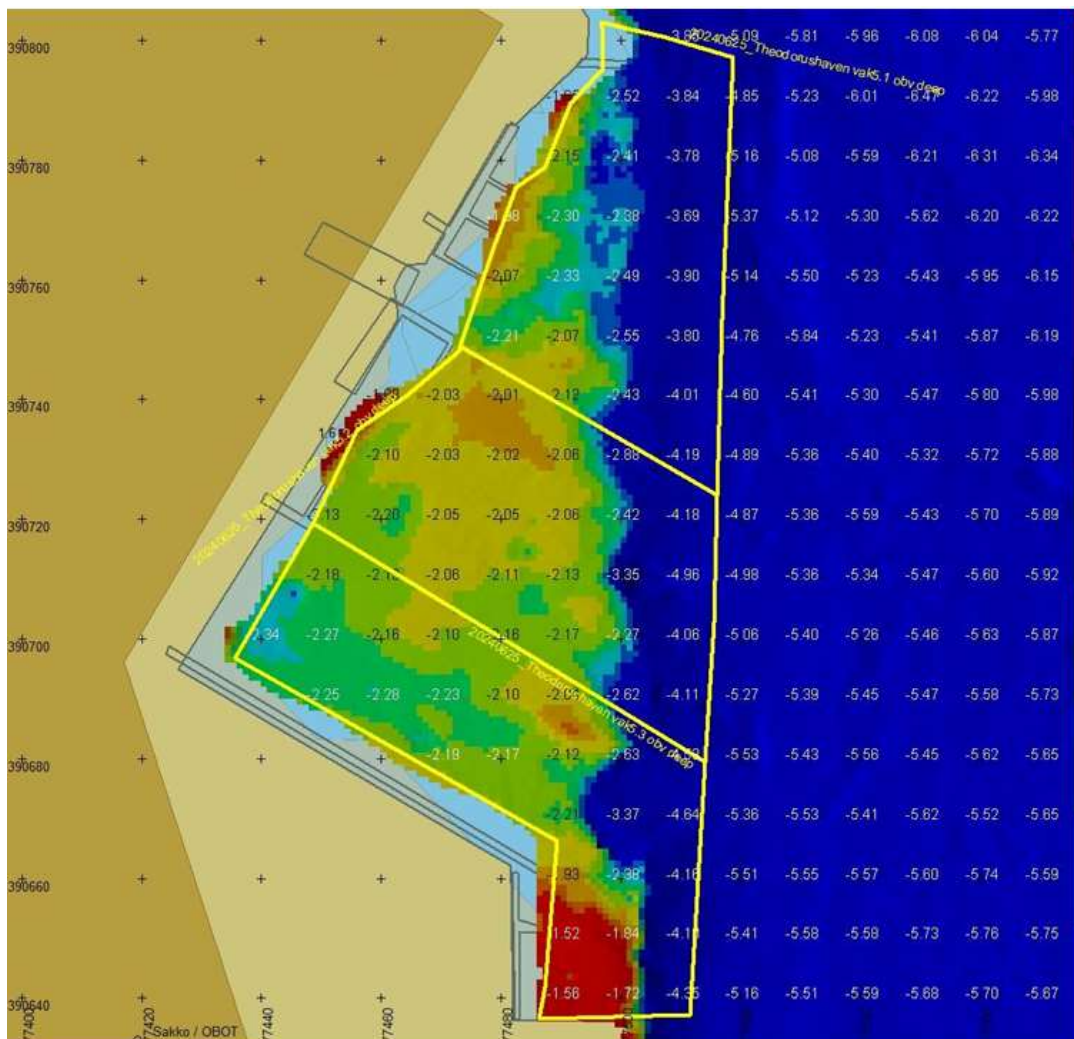 390800 -3.85 -5.09 -5.81 -5.96 -6.08 -6.04 -5.77
20240625_Theodorushaven vak5.1 obv deep
-2.52 -3.84 -4.85 -5.23 -6.01 -6.47 -6.22 -5.98
390780 -2.15 -2.41 -3.78 -5.16 -5.08 -5.59 -6.21 -6.31 -6.34
-1.98 -2.30 -2.38 -3.69 -5.37 -5.12 -5.30 -5.62 -6.20 -6.22
390760 -2.07 -2.33 -2.49 -3.90 -5.14 -5.50 -5.23 -5.43 -5.95 -6.15
-2.21 -2.07 -2.55 -3.80 -4.76 -5.84 -5.23 -5.41 -5.87 -6.19
390740 -2.03 -2.01 -2.12 -2.43 -4.01 -4.60 -5.41 -5.30 -5.47 -5.80 -5.98
-2.10 -2.03 -2.02 -2.06 -2.88 -4.19 -4.89 -5.36 -5.40 -5.32 -5.72 -5.88
390720 -2.13 -2.20 -2.05 -2.05 -2.06 -2.42 -4.18 -4.87 -5.36 -5.59 -5.43 -5.70 -5.89
-2.18 -2.06 -2.11 -2.13 -3.35 -4.96 -4.98 -5.36 -5.34 -5.47 -5.60 -5.92
390700 -2.34 -2.27 -2.16 -2.10 -2.16 -2.17 -3.27 -4.06 -5.06 -5.40 -5.26 -5.46 -5.63 -5.87
20240625_Theodorushaven vak5.3 obv deep
-2.25 -2.28 -2.23 -2.10 -2.62 -4.11 -5.27 -5.39 -5.45 -5.47 -5.58 -5.73
390680 -2.17 -2.12 -2.63 -5.53 -5.43 -5.56 -5.45 -5.62 -5.65
-2.21 -3.37 -4.64 -5.36 -5.53 -5.41 -5.62 -5.52 -5.65
390660 -1.93 -2.38 -4.16 -5.51 -5.55 -5.57 -5.60 -5.74 -5.59
-1.52 -1.84 -5.41 -5.58 -5.58 -5.73 -5.76 -5.75
390640 -1.56 -1.72 -4.35 -5.16 -5.51 -5.59 -5.68 -5.70 -5.67
77400 77420 77440 77460 77480
Sakko / OBOT